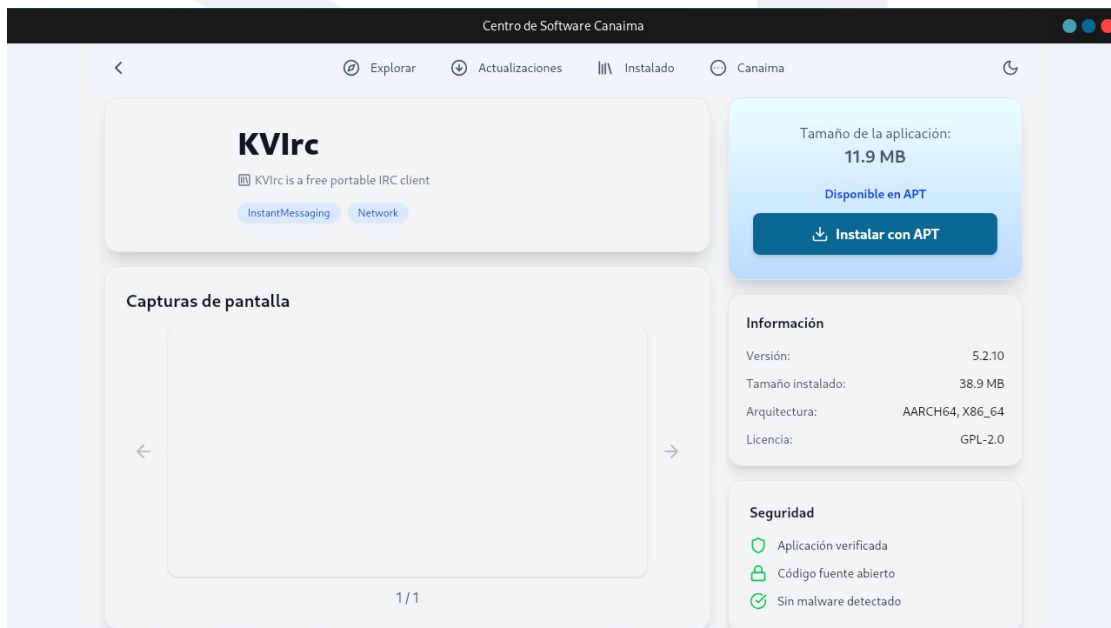 Centro de Software Canaima
Explorar
Actualizaciones
Instalado
Canaima
KVIrc
KVIrc is a free portable IRC client
InstantMessaging
Network
Capturas de pantalla
1 / 1
Tamaño de la aplicación:
11.9 MB
Disponible en APT
Instalar con APT
Información
Versión: 5.2.10
Tamaño instalado: 38.9 MB
Arquitectura: AARCH64, X86_64
Licencia: GPL-2.0
Seguridad
Aplicación verificada
Código fuente abierto
Sin malware detectado